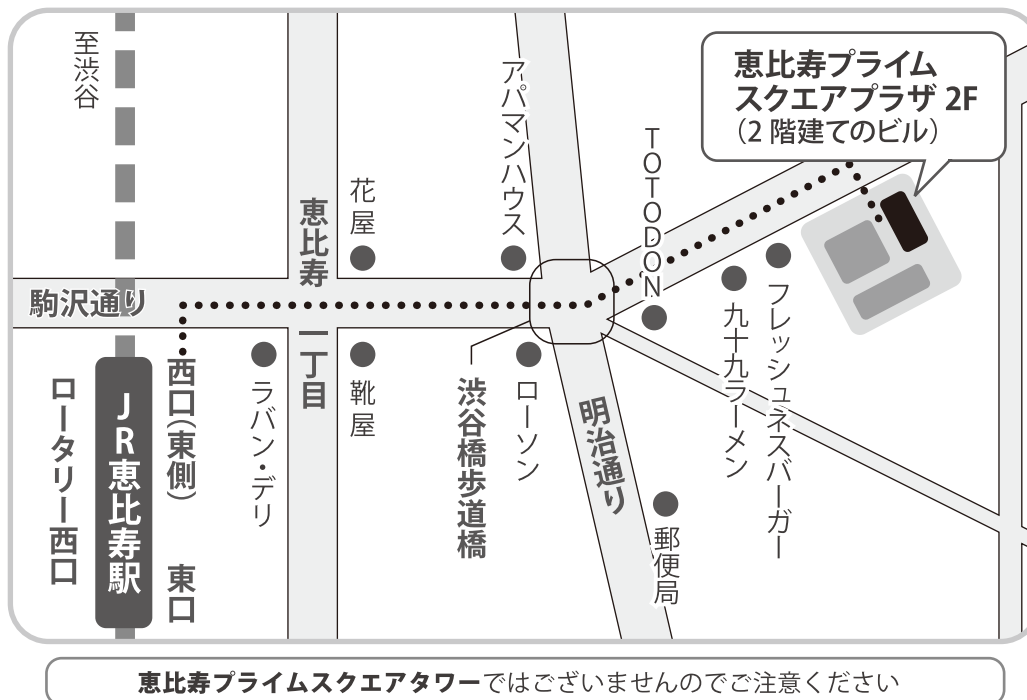 至渋谷
アパマンハウス
恵比寿プライム
スクエアプラザ 2F
（2 階建てのビル）
TOTODON
花屋
恵比寿一丁目
駒沢通り
西口（東側）
ロータリー西口
JR恵比寿駅
東口
ラバン・デリ
靴屋
渋谷橋歩道橋
ローソン
明治通り
郵便局
九十九ラーメン
フレッシュネスバーガー
恵比寿プライムスクエアタワーではございませんのでご注意ください